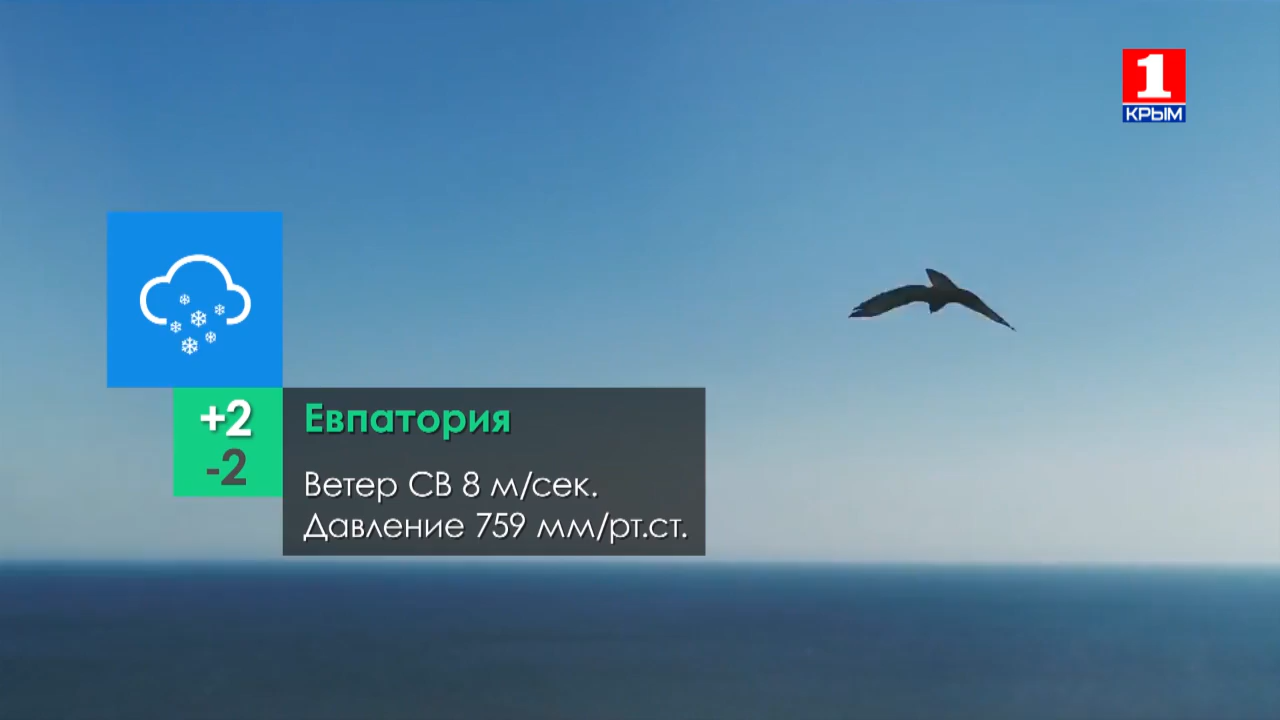 1
КРЫМ
+2
-2
Евпатория
Ветер СВ 8 м/сек.
Давление 759 мм/рт.ст.